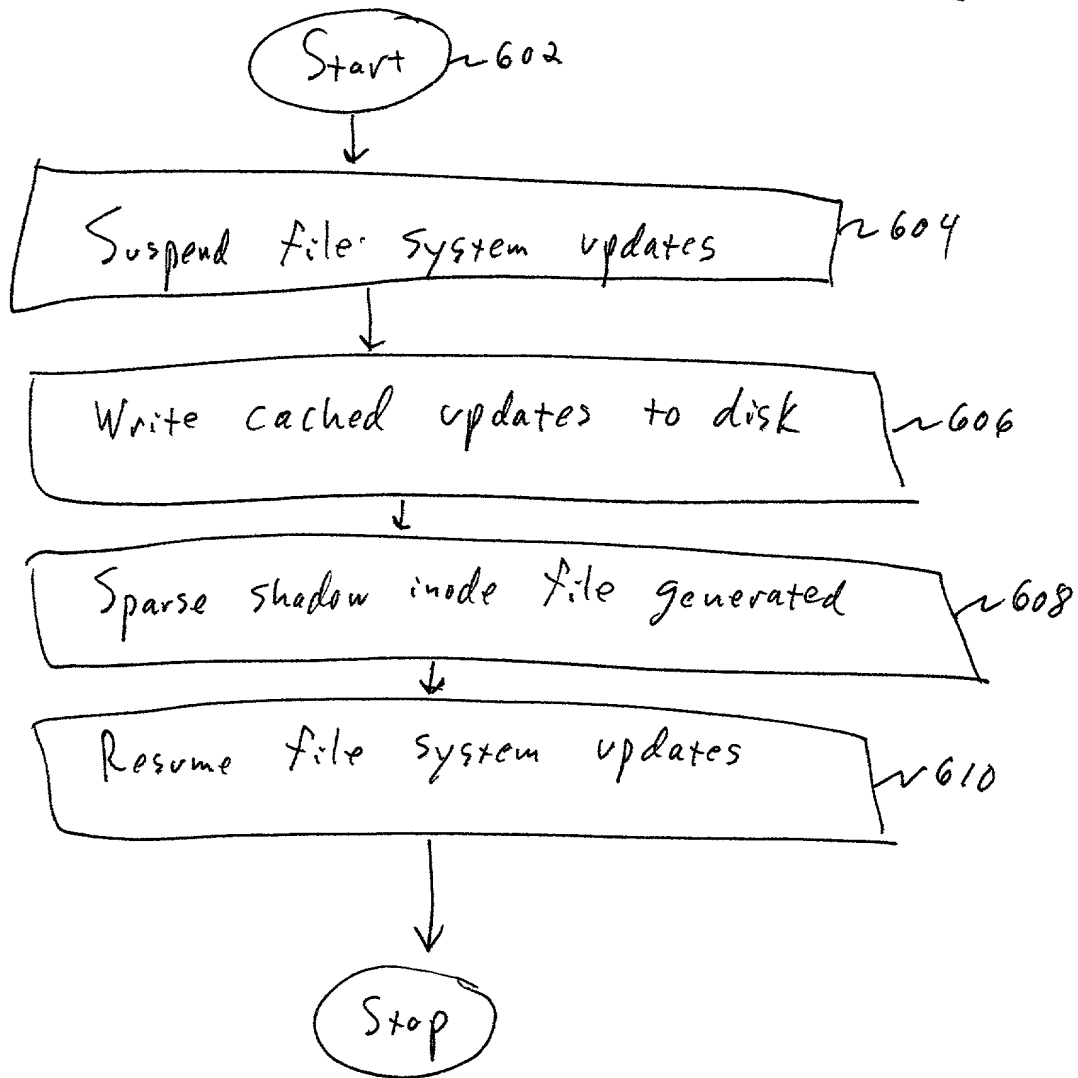 Start 602
Suspend file system updates 604
Write cached updates to disk 606
Sparse shadow inode file generated 608
Resume file system updates 610
Stop